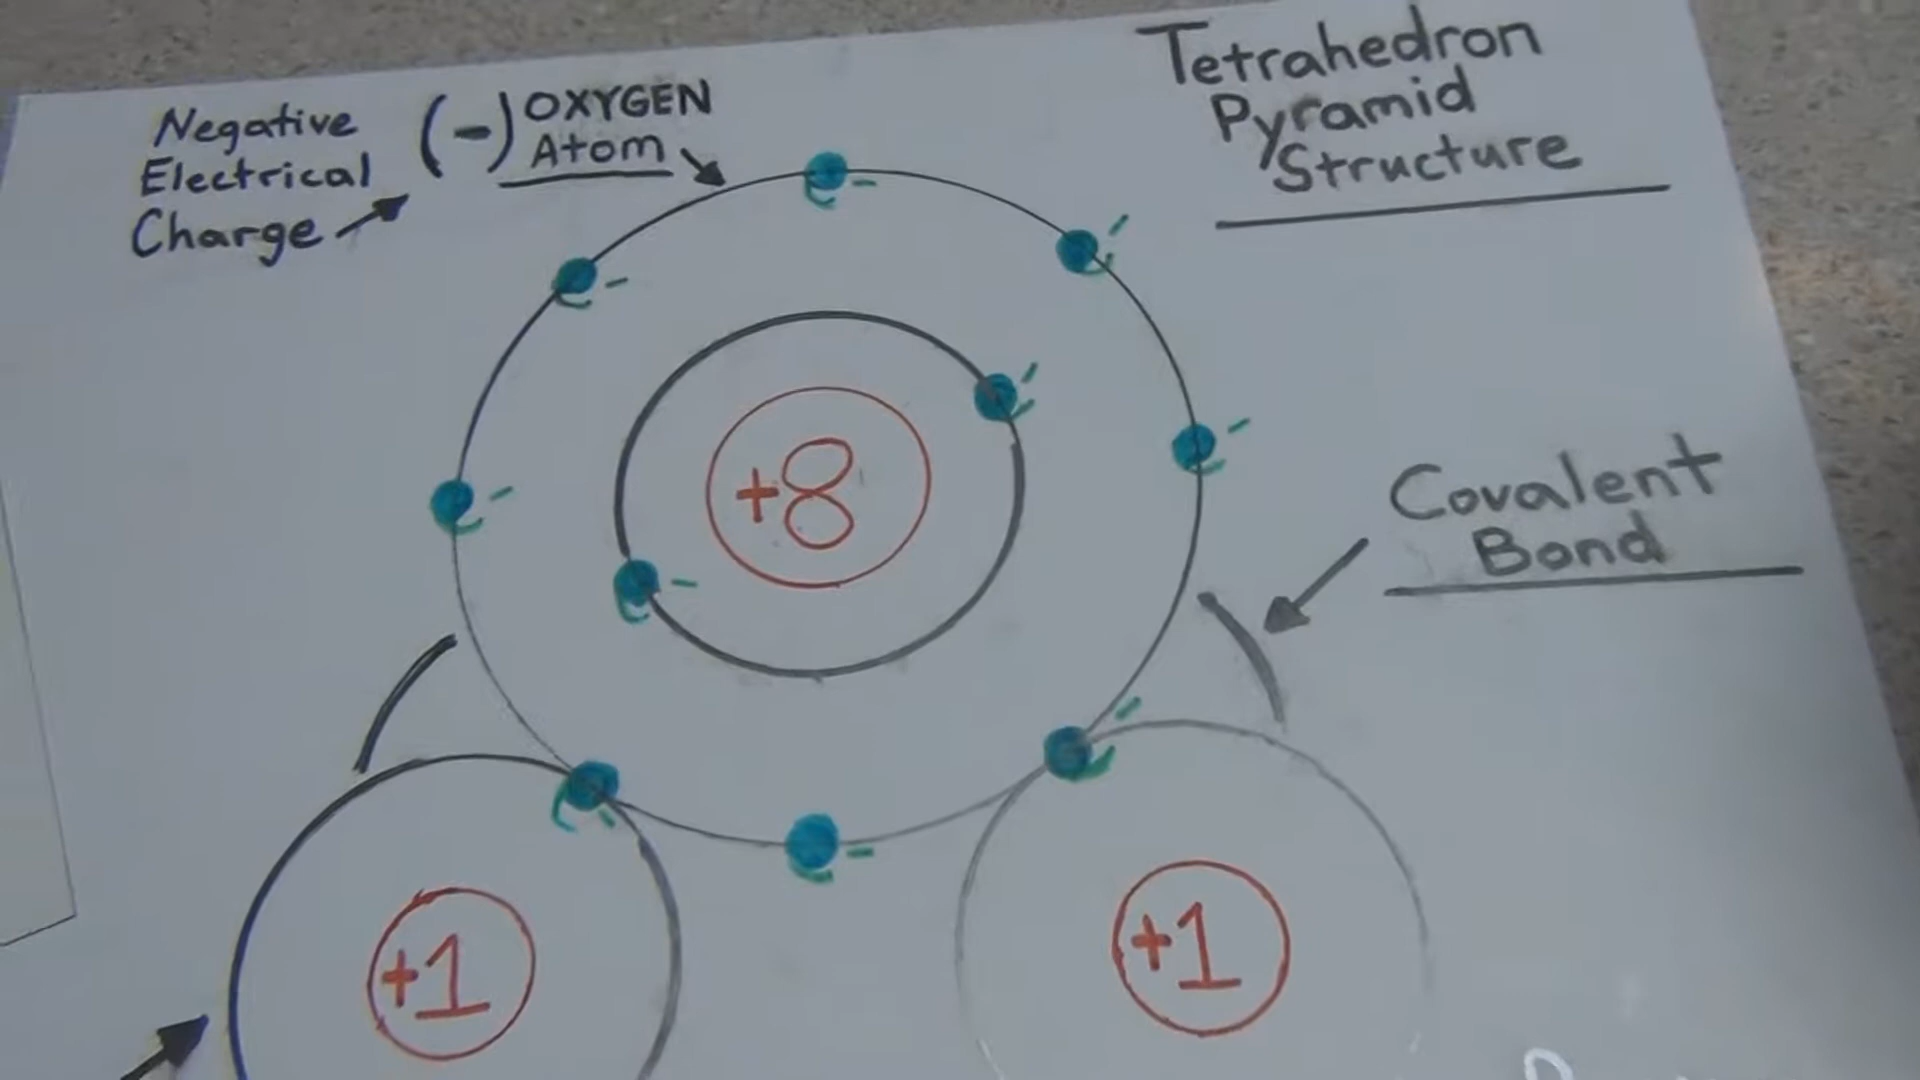 Negative
Electrical
Charge
(-)
OXYGEN
Atom
Tetrahedron
Pyramid
Structure
e-
e-
e-
e-
e-
e-
+8
e-
Covalent
Bond
e-
e-
e-
+1
+1